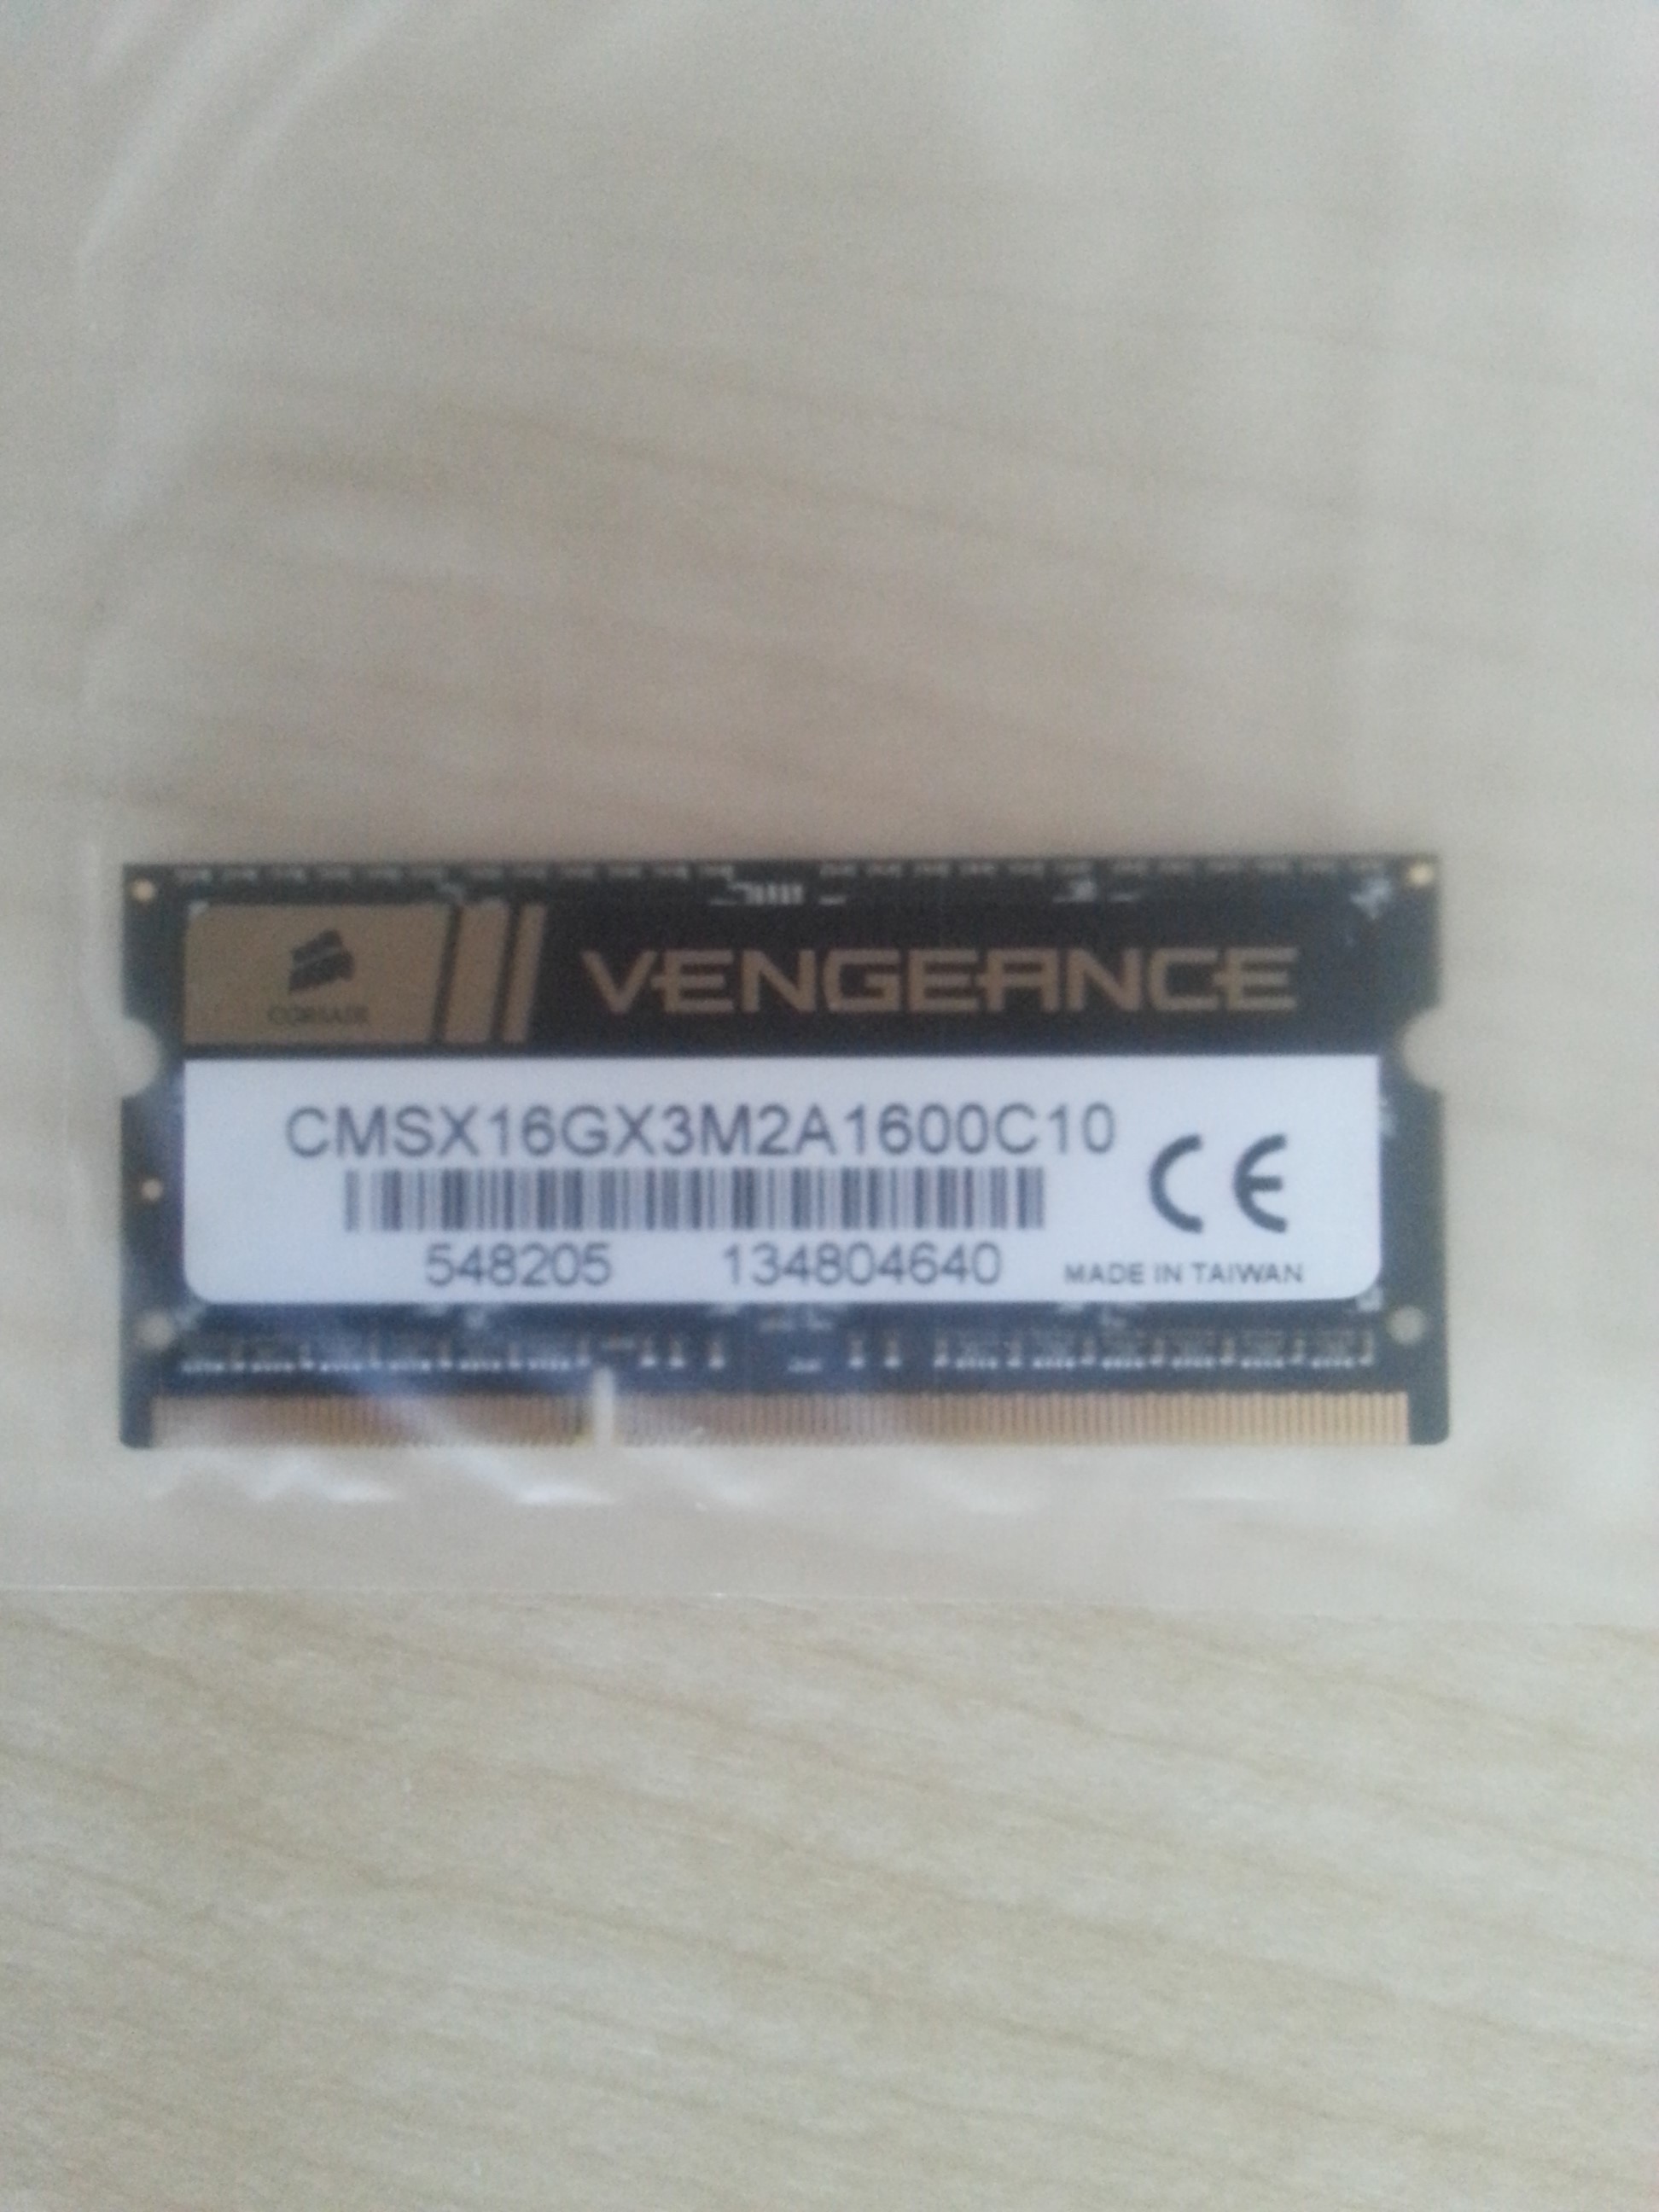 CORSAIR
VENGEANCE
CMSX16GX3M2A1600C10
CE
548205 134804640
MADE IN TAIWAN